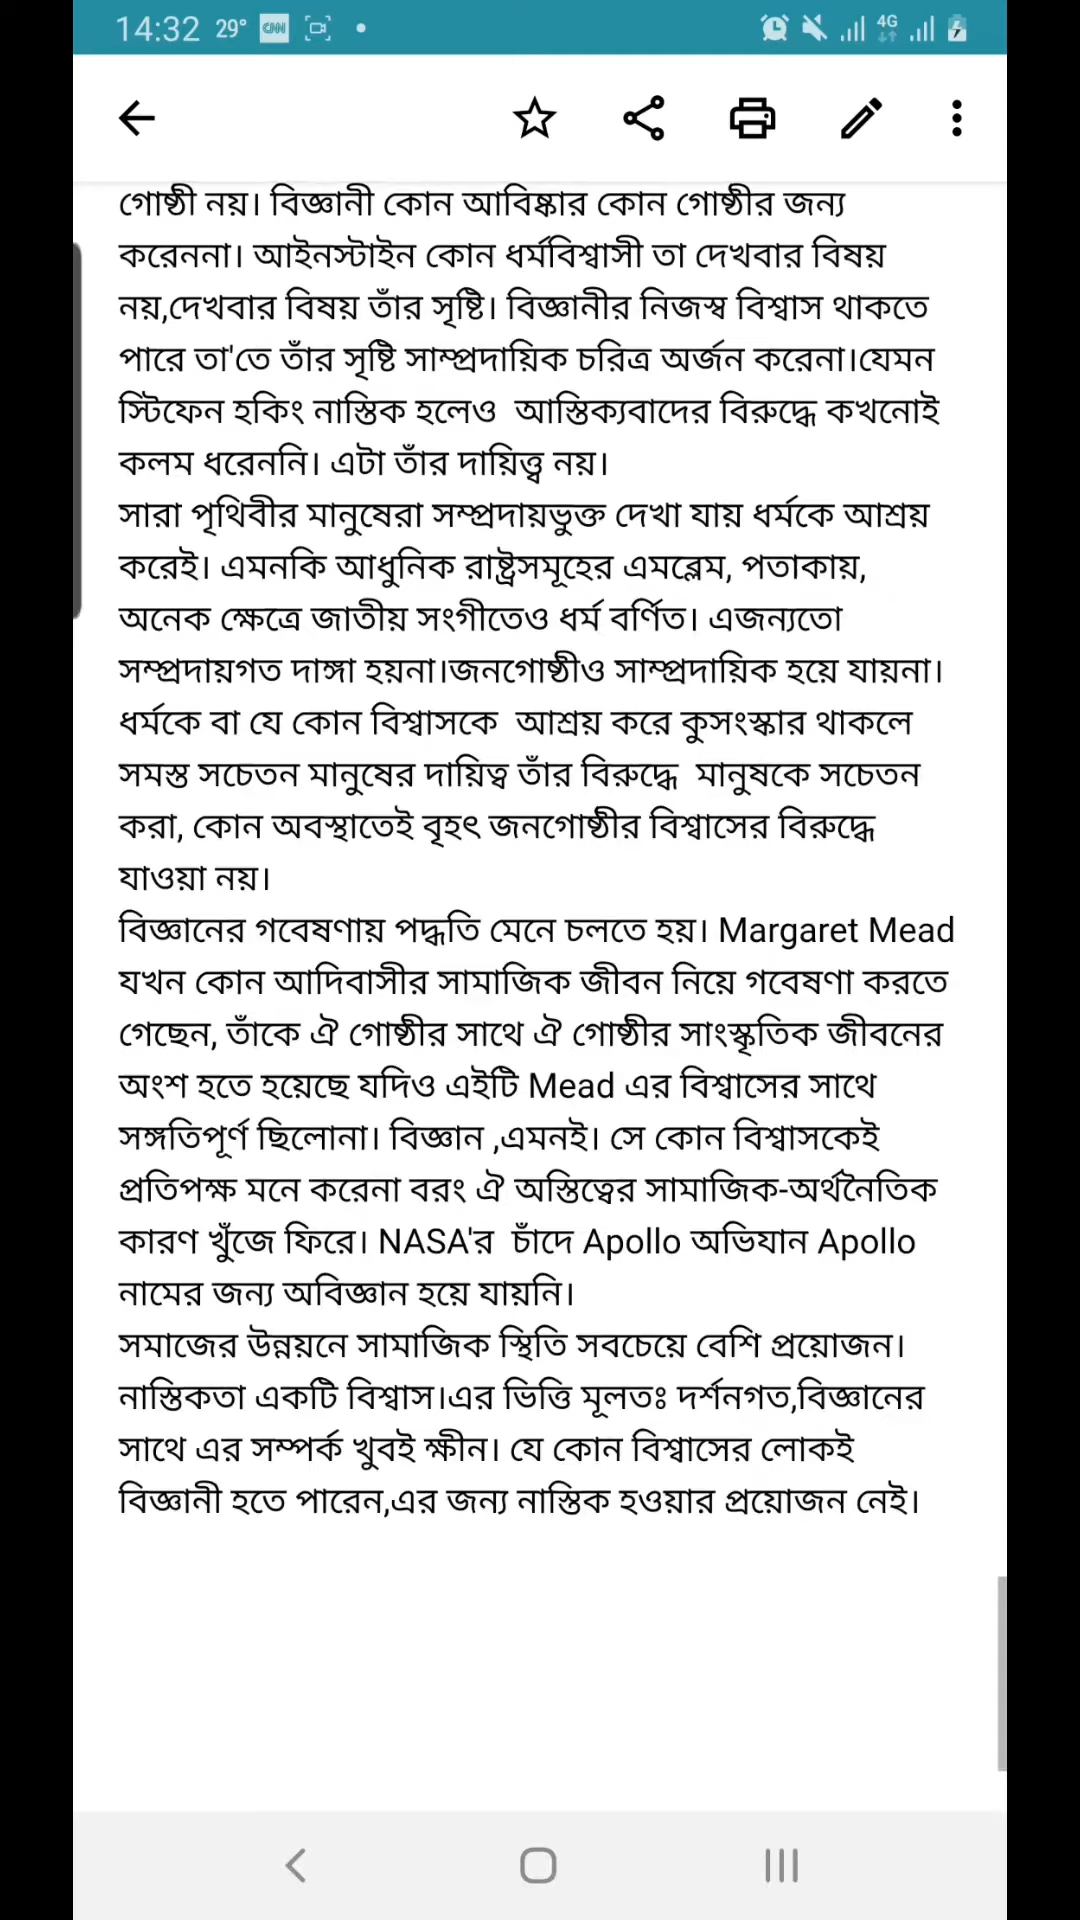 14:32 29° CNN 4G
গোষ্ঠী নয়। বিজ্ঞানী কোন আবিষ্কার কোন গোষ্ঠীর জন্য
করেননা। আইনস্টাইন কোন ধর্মবিশ্বাসী তা দেখবার বিষয়
নয়,দেখবার বিষয় তাঁর সৃষ্টি। বিজ্ঞানীর নিজস্ব বিশ্বাস থাকতে
পারে তা'তে তাঁর সৃষ্টি সাম্প্রদায়িক চরিত্র অর্জন করেনা।যেমন
স্টিফেন হকিং নাস্তিক হলেও আস্তিক্যবাদের বিরুদ্ধে কখনোই
কলম ধরেননি। এটা তাঁর দায়িত্ত্ব নয়।
সারা পৃথিবীর মানুষেরা সম্প্রদায়ভুক্ত দেখা যায় ধর্মকে আশ্রয়
করেই। এমনকি আধুনিক রাষ্ট্রসমূহের এমব্লেম, পতাকায়,
অনেক ক্ষেত্রে জাতীয় সংগীতেও ধর্ম বর্ণিত। এজন্যতো
সম্প্রদায়গত দাঙ্গা হয়না।জনগোষ্ঠীও সাম্প্রদায়িক হয়ে যায়না।
ধর্মকে বা যে কোন বিশ্বাসকে আশ্রয় করে কুসংস্কার থাকলে
সমস্ত সচেতন মানুষের দায়িত্ব তাঁর বিরুদ্ধে মানুষকে সচেতন
করা, কোন অবস্থাতেই বৃহৎ জনগোষ্ঠীর বিশ্বাসের বিরুদ্ধে
যাওয়া নয়।
বিজ্ঞানের গবেষণায় পদ্ধতি মেনে চলতে হয়। Margaret Mead
যখন কোন আদিবাসীর সামাজিক জীবন নিয়ে গবেষণা করতে
গেছেন, তাঁকে ঐ গোষ্ঠীর সাথে ঐ গোষ্ঠীর সাংস্কৃতিক জীবনের
অংশ হতে হয়েছে যদিও এইটি Mead এর বিশ্বাসের সাথে
সঙ্গতিপূর্ণ ছিলোনা। বিজ্ঞান ,এমনই। সে কোন বিশ্বাসকেই
প্রতিপক্ষ মনে করেনা বরং ঐ অস্তিত্বের সামাজিক-অর্থনৈতিক
কারণ খুঁজে ফিরে। NASA'র চাঁদে Apollo অভিযান Apollo
নামের জন্য অবিজ্ঞান হয়ে যায়নি।
সমাজের উন্নয়নে সামাজিক স্থিতি সবচেয়ে বেশি প্রয়োজন।
নাস্তিকতা একটি বিশ্বাস।এর ভিত্তি মূলতঃ দর্শনগত,বিজ্ঞানের
সাথে এর সম্পর্ক খুবই ক্ষীন। যে কোন বিশ্বাসের লোকই
বিজ্ঞানী হতে পারেন,এর জন্য নাস্তিক হওয়ার প্রয়োজন নেই।